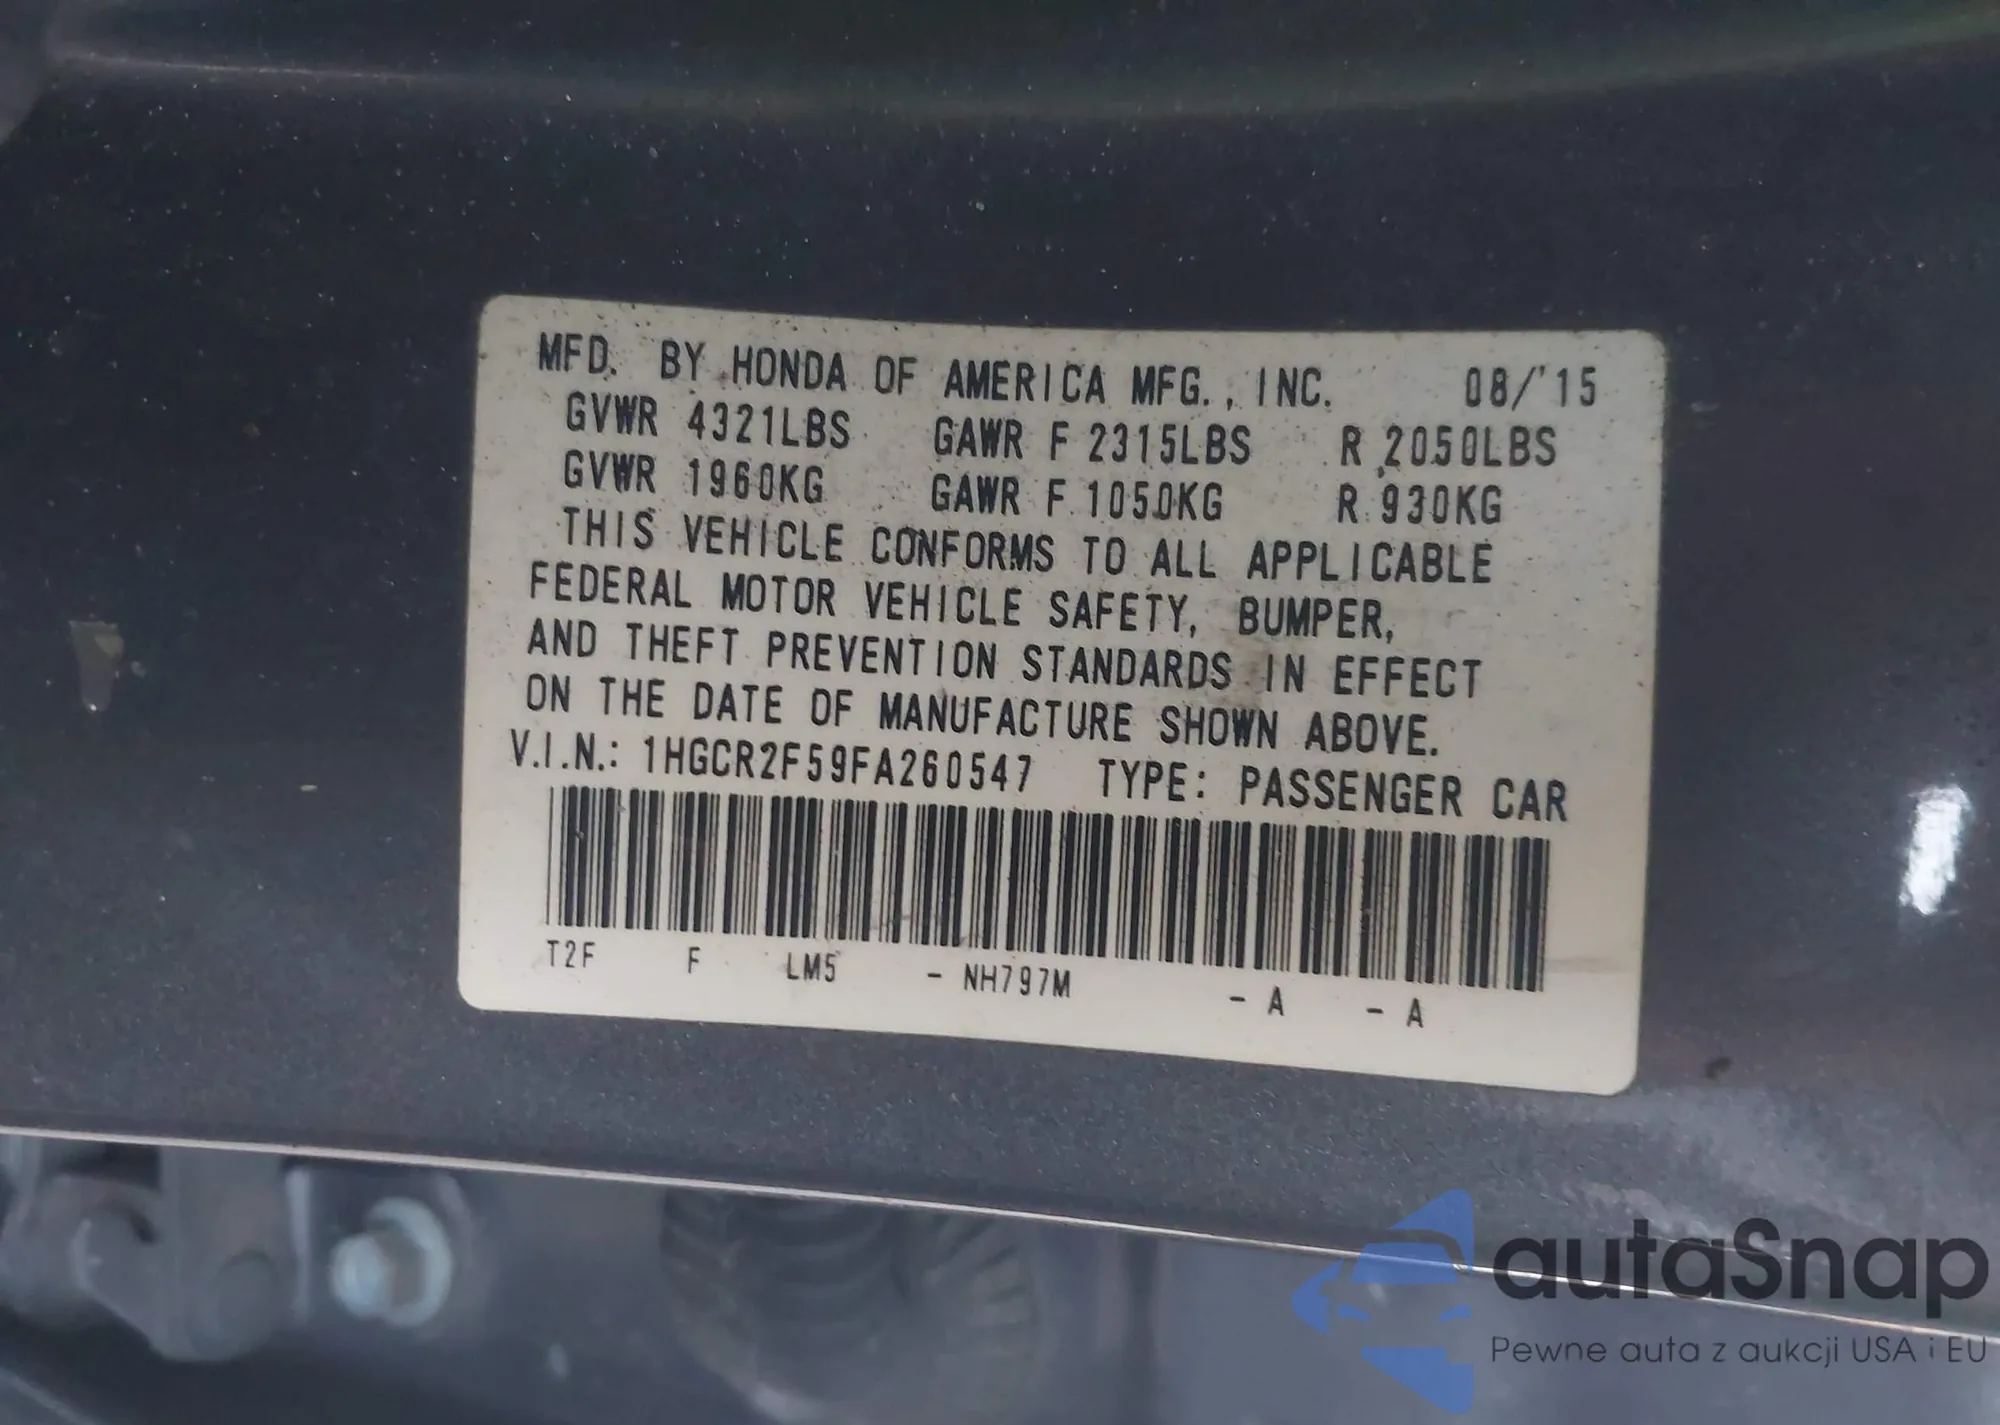 MFD. BY HONDA OF AMERICA MFG., INC. 08/'15
GVWR 4321LBS GAWR F 2315LBS R 2050LBS
GVWR 1960KG GAWR F 1050KG R 930KG
THIS VEHICLE CONFORMS TO ALL APPLICABLE
FEDERAL MOTOR VEHICLE SAFETY, BUMPER,
AND THEFT PREVENTION STANDARDS IN EFFECT
ON THE DATE OF MANUFACTURE SHOWN ABOVE.
V.I.N.: 1HGCR2F59FA260547 TYPE: PASSENGER CAR
T2F F LM5 - NH797M - A - A
autaSnap
Pewne auta z aukcji USA i EU